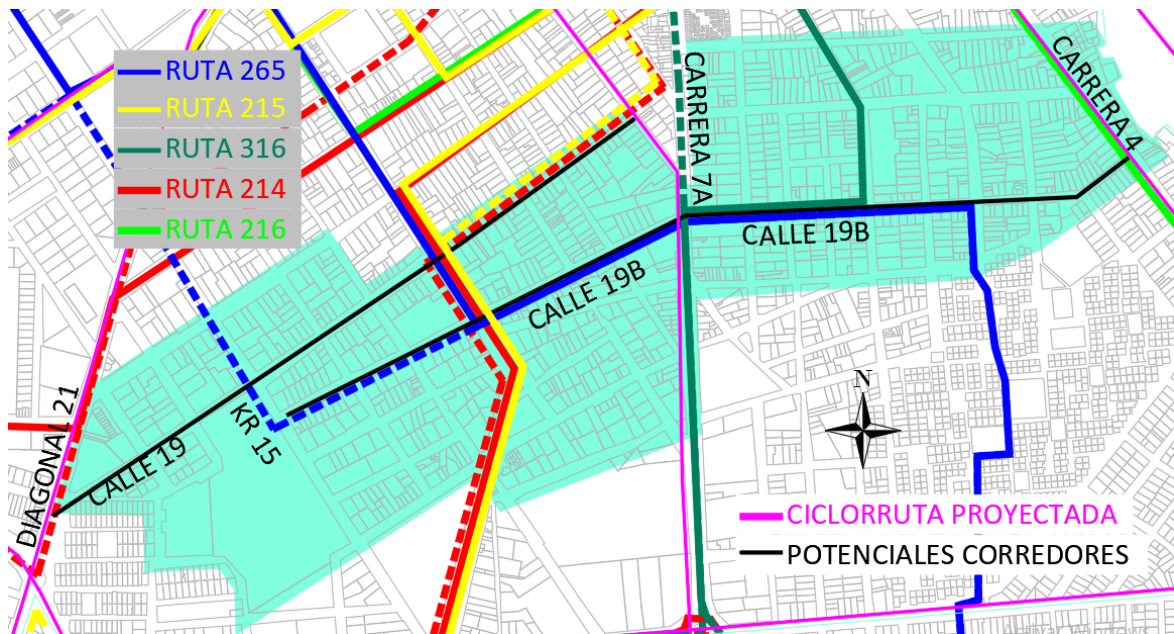 RUTA 265
RUTA 215
RUTA 316
RUTA 214
RUTA 216
CARRERA 7A
CARRERA 4
CALLE 19B
CALLE 19B
KR 15
CALLE 19
DIAGONAL 21
N
CICLORRUTA PROYECTADA
POTENCIALES CORREDORES